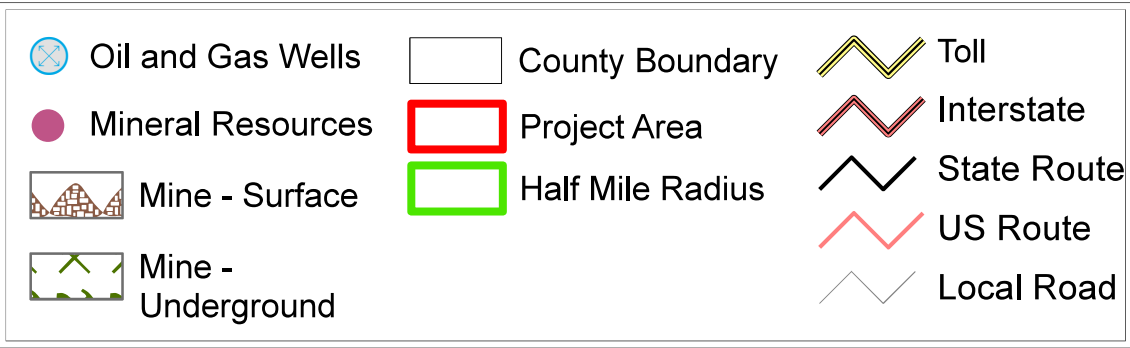 Oil and Gas Wells
Mineral Resources
Mine - Surface
Mine -
Underground
County Boundary
Project Area
Half Mile Radius
Toll
Interstate
State Route
US Route
Local Road